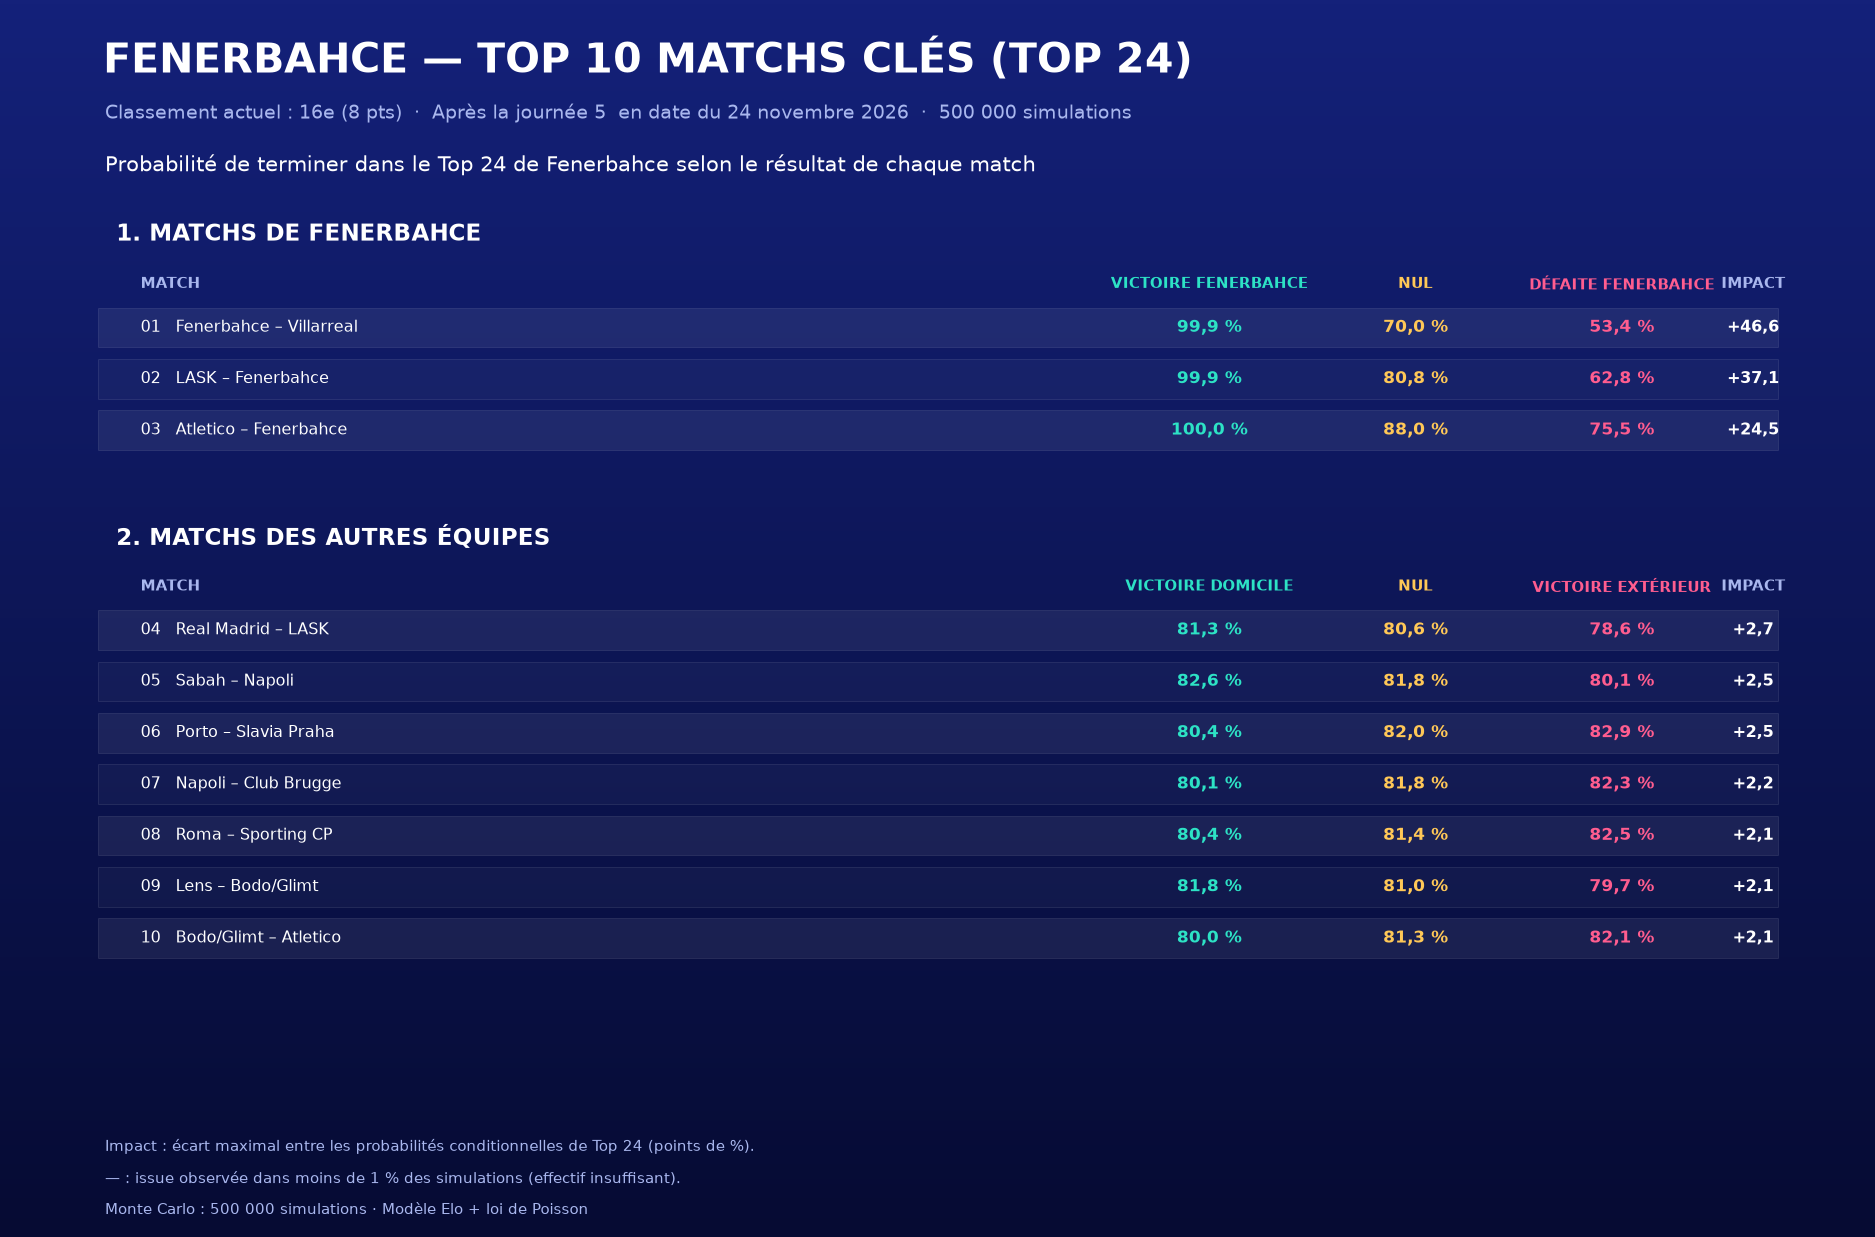 FENERBAHCE — TOP 10 MATCHS CLÉS (TOP 24)
Classement actuel : 16e (8 pts)  ·  Après la journée 5  en date du 24 novembre 2026  ·  500 000 simulations
Probabilité de terminer dans le Top 24 de Fenerbahce selon le résultat de chaque match
1. MATCHS DE FENERBAHCE
MATCH VICTOIRE FENERBAHCE NUL DÉFAITE FENERBAHCE IMPACT
01 Fenerbahce – Villarreal 99,9 % 70,0 % 53,4 % +46,6
02 LASK – Fenerbahce 99,9 % 80,8 % 62,8 % +37,1
03 Atletico – Fenerbahce 100,0 % 88,0 % 75,5 % +24,5
2. MATCHS DES AUTRES ÉQUIPES
MATCH VICTOIRE DOMICILE NUL VICTOIRE EXTÉRIEUR IMPACT
04 Real Madrid – LASK 81,3 % 80,6 % 78,6 % +2,7
05 Sabah – Napoli 82,6 % 81,8 % 80,1 % +2,5
06 Porto – Slavia Praha 80,4 % 82,0 % 82,9 % +2,5
07 Napoli – Club Brugge 80,1 % 81,8 % 82,3 % +2,2
08 Roma – Sporting CP 80,4 % 81,4 % 82,5 % +2,1
09 Lens – Bodo/Glimt 81,8 % 81,0 % 79,7 % +2,1
10 Bodo/Glimt – Atletico 80,0 % 81,3 % 82,1 % +2,1
Impact : écart maximal entre les probabilités conditionnelles de Top 24 (points de %).
— : issue observée dans moins de 1 % des simulations (effectif insuffisant).
Monte Carlo : 500 000 simulations · Modèle Elo + loi de Poisson